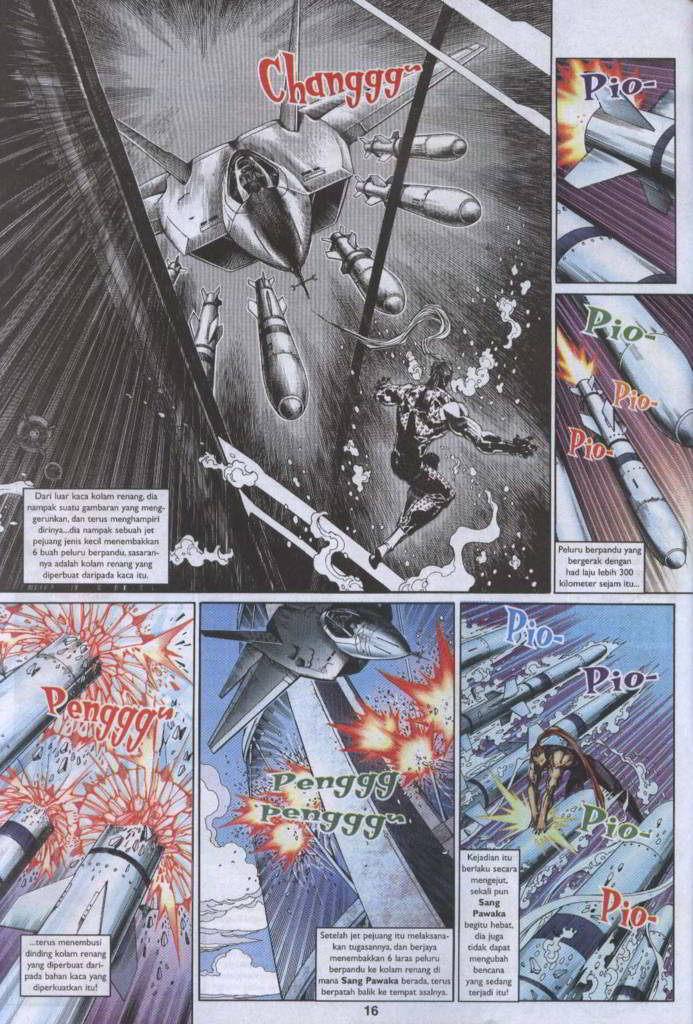 Changgg~
Pio-
Pio-
Pio-
Pio-
Dari luar kaca kolam renang, dia
nampak suatu gambaran yang meng-
gerunkan, dan terus menghampiri
dirinya...dia nampak sebuah jet
pejuang jenis kecil menembakkan
6 buah peluru berpandu, sasaran-
nya adalah kolam renang yang
diperbuat daripada kaca itu.
Peluru berpandu yang
bergerak dengan
had laju lebih 300
kilometer sejam itu...
Penggg~
...terus menembusi
dinding kolam renang
yang diperbuat dari-
pada bahan kaca yang
diperkuatkan itu!
Penggg
Penggg~
Setelah jet pejuang itu melaksana-
kan tugasannya, dan berjaya
menembakkan 6 laras peluru
berpandu ke kolam renang di
mana Sang Pawaka berada, terus
berpatah balik ke tempat asalnya.
Pio-
Pio-
Pio-
Pio-
Kejadian itu
berlaku secara
mengejut,
sekali pun
Sang
Pawaka
begitu hebat,
dia juga
tidak dapat
mengubah
bencana
yang sedang
terjadi itu!
16